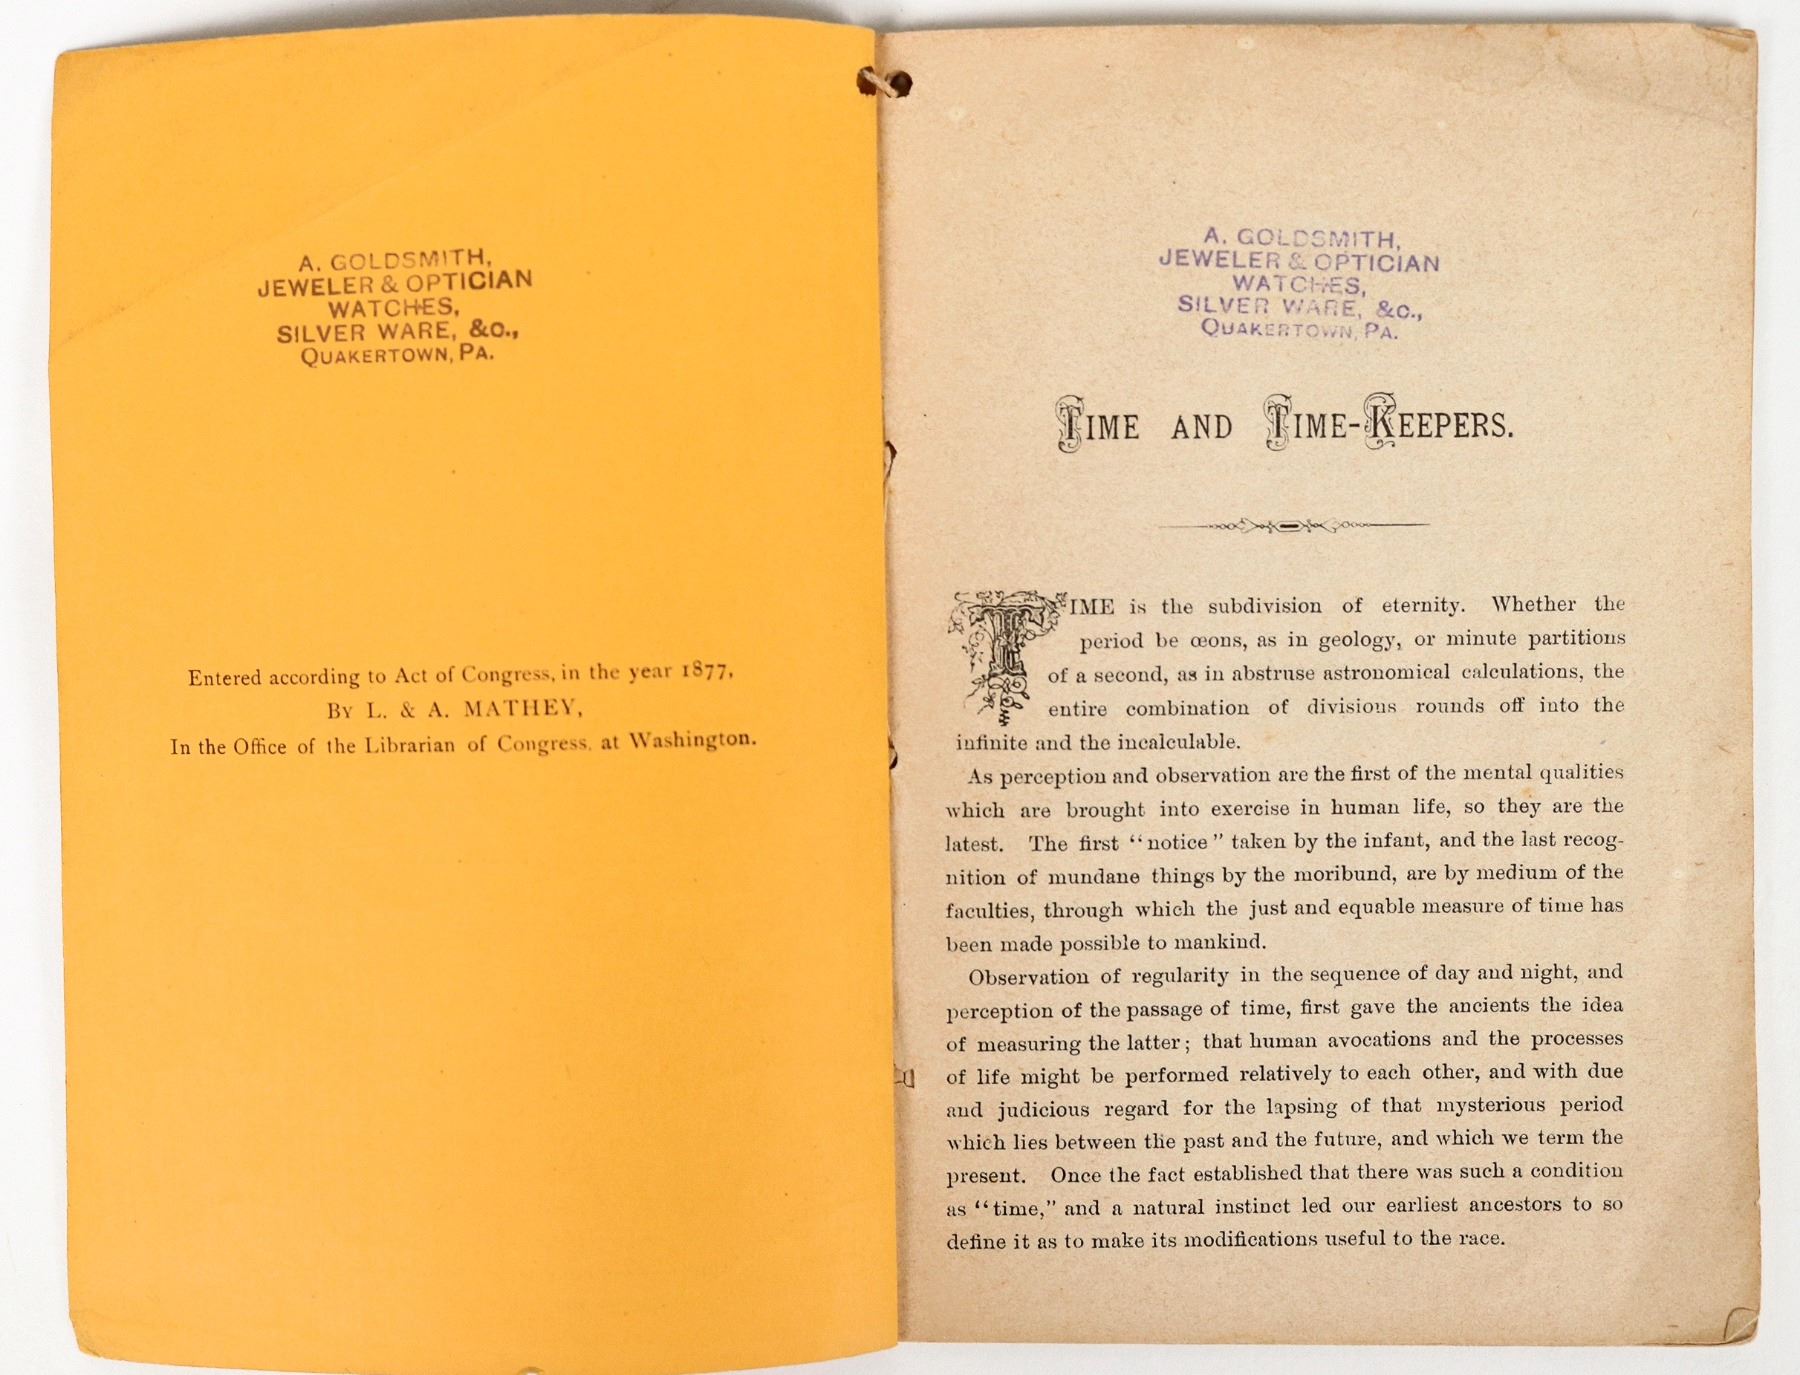 A. GOLDSMITH,
JEWELER & OPTICIAN
WATCHES,
SILVER WARE, &c.,
QUAKERTOWN, PA.
Entered according to Act of Congress, in the year 1877,
BY L. & A. MATHEY,
In the Office of the Librarian of Congress, at Washington.
A. GOLDSMITH,
JEWELER & OPTICIAN
WATCHES,
SILVER WARE, &c.,
QUAKERTOWN, PA.
TIME AND TIME-KEEPERS.
TIME is the subdivision of eternity. Whether the
period be œons, as in geology, or minute partitions
of a second, as in abstruse astronomical calculations, the
entire combination of divisions rounds off into the
infinite and the incalculable.
As perception and observation are the first of the mental qualities
which are brought into exercise in human life, so they are the
latest. The first “notice” taken by the infant, and the last recog-
nition of mundane things by the moribund, are by medium of the
faculties, through which the just and equable measure of time has
been made possible to mankind.
Observation of regularity in the sequence of day and night, and
perception of the passage of time, first gave the ancients the idea
of measuring the latter; that human avocations and the processes
of life might be performed relatively to each other, and with due
and judicious regard for the lapsing of that mysterious period
which lies between the past and the future, and which we term the
present. Once the fact established that there was such a condition
as “time,” and a natural instinct led our earliest ancestors to so
define it as to make its modifications useful to the race.